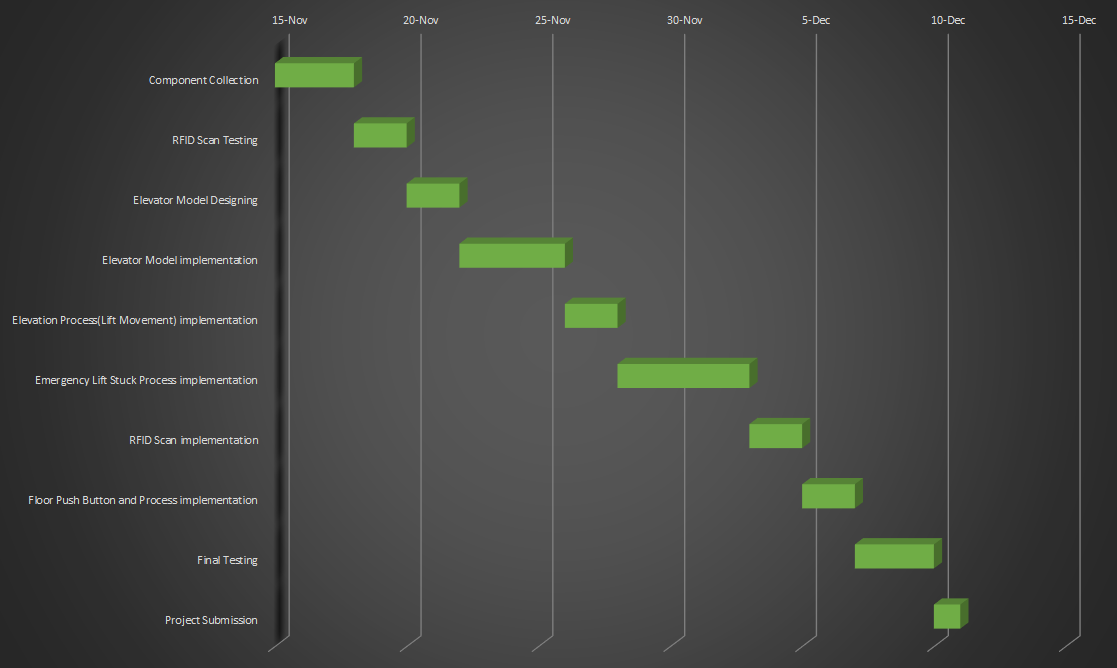 15-Nov 20-Nov 25-Nov 30-Nov 5-Dec 10-Dec 15-Dec
Component Collection
RFID Scan Testing
Elevator Model Designing
Elevator Model implementation
Elevation Process(Lift Movement) implementation
Emergency Lift Stuck Process implementation
RFID Scan implementation
Floor Push Button and Process implementation
Final Testing
Project Submission